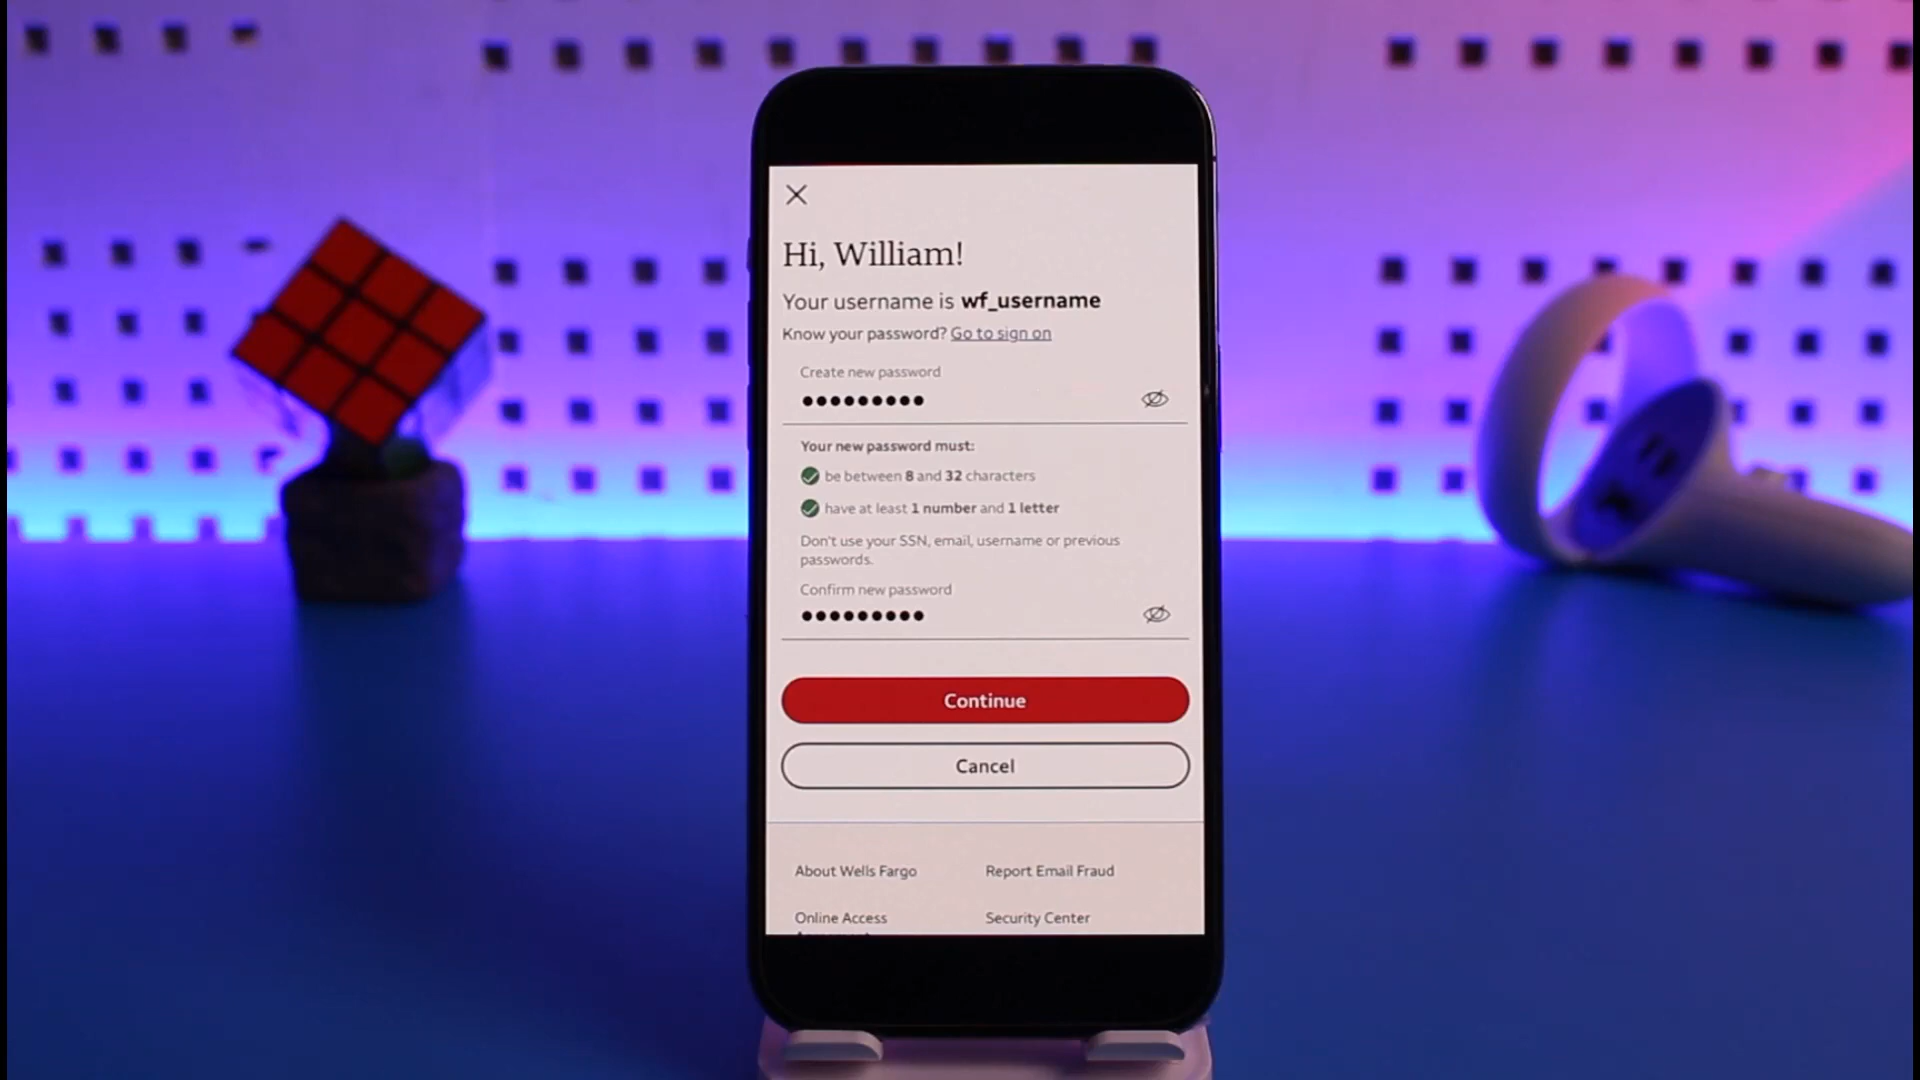 Hi, William!
Your username is wf_username
Know your password? Go to sign on
Create new password
●●●●●●●●●
Your new password must:
be between 8 and 32 characters
have at least 1 number and 1 letter
Don't use your SSN, email, username or previous
passwords.
Confirm new password
●●●●●●●●●
Continue
Cancel
About Wells Fargo
Report Email Fraud
Online Access
Security Center